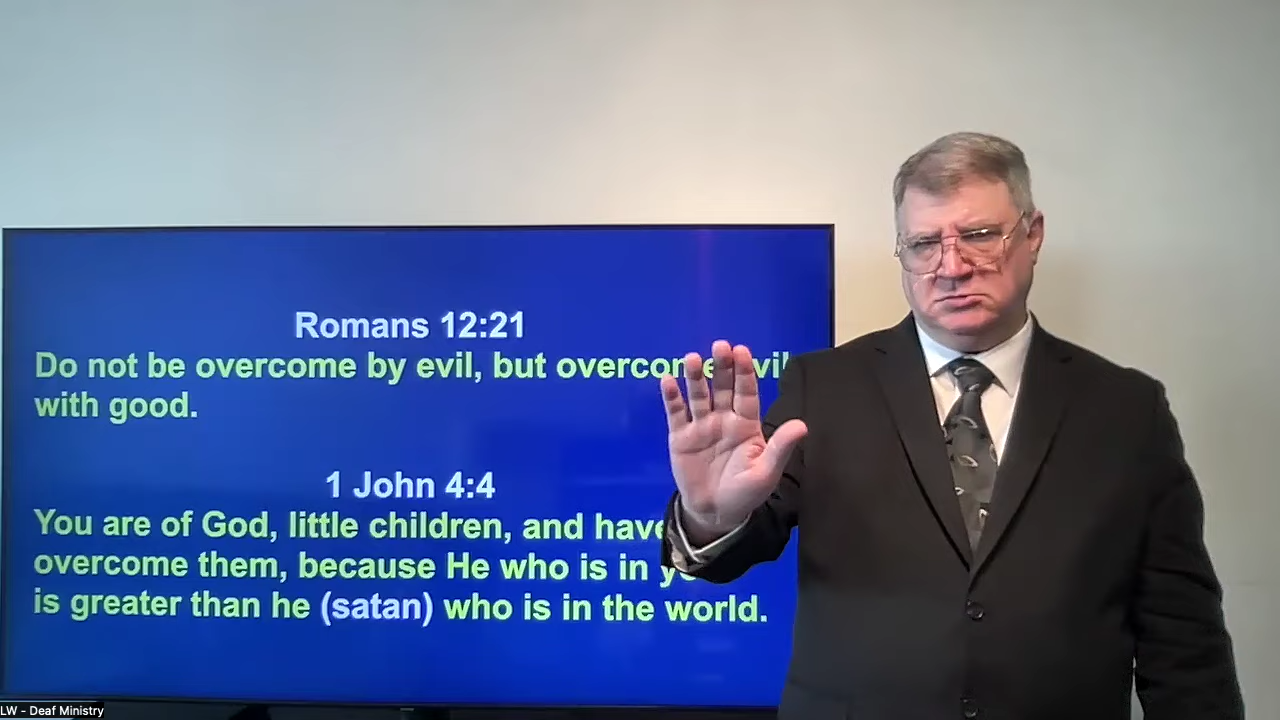 Romans 12:21
Do not be overcome by evil, but
with good.
1 John 4:4
You are of God, little children, and have
overcome them, because He who is in
is greater than he (satan) who is in the world.
LW - Deaf Ministry